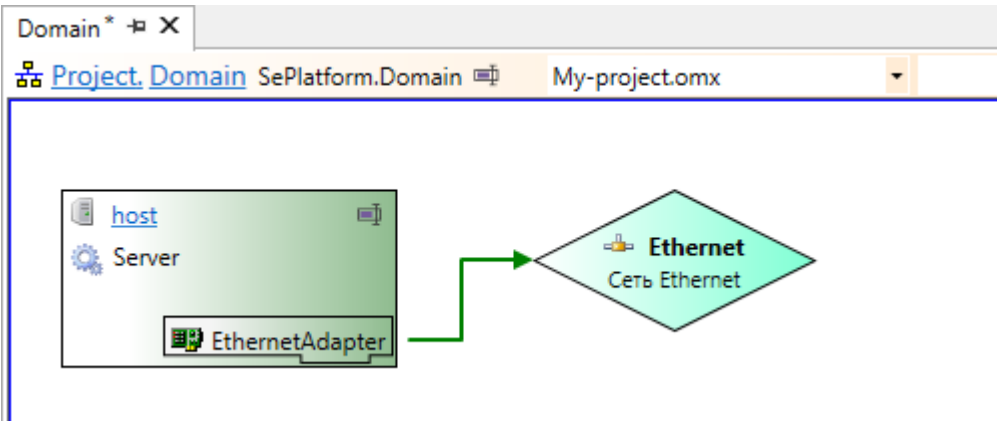 Domain*
Project. Domain SePlatform.Domain My-project.omx
host
Server
EthernetAdapter
Ethernet
Сеть Ethernet